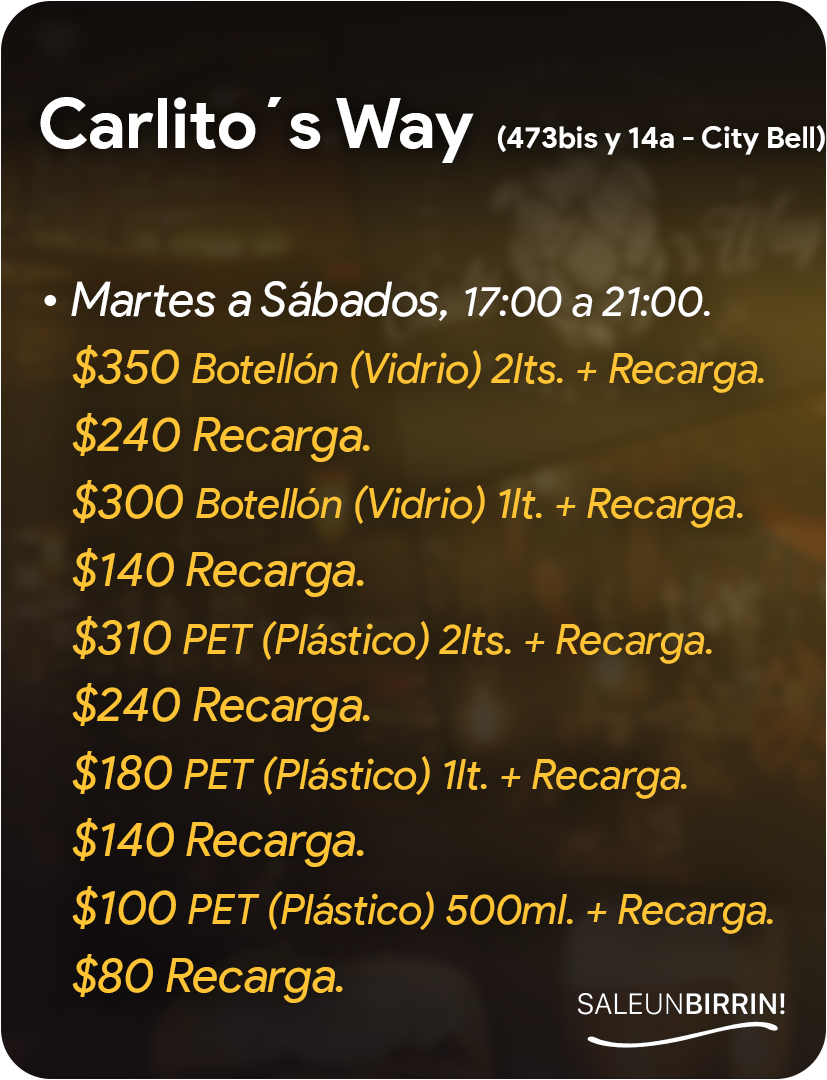 Carlito´s Way (473bis y 14a - City Bell)
• Martes a Sábados, 17:00 a 21:00.
$350 Botellón (Vidrio) 2lts. + Recarga.
$240 Recarga.
$300 Botellón (Vidrio) 1lt. + Recarga.
$140 Recarga.
$310 PET (Plástico) 2lts. + Recarga.
$240 Recarga.
$180 PET (Plástico) 1lt. + Recarga.
$140 Recarga.
$100 PET (Plástico) 500ml. + Recarga.
$80 Recarga.
SALEUNBIRRIN!